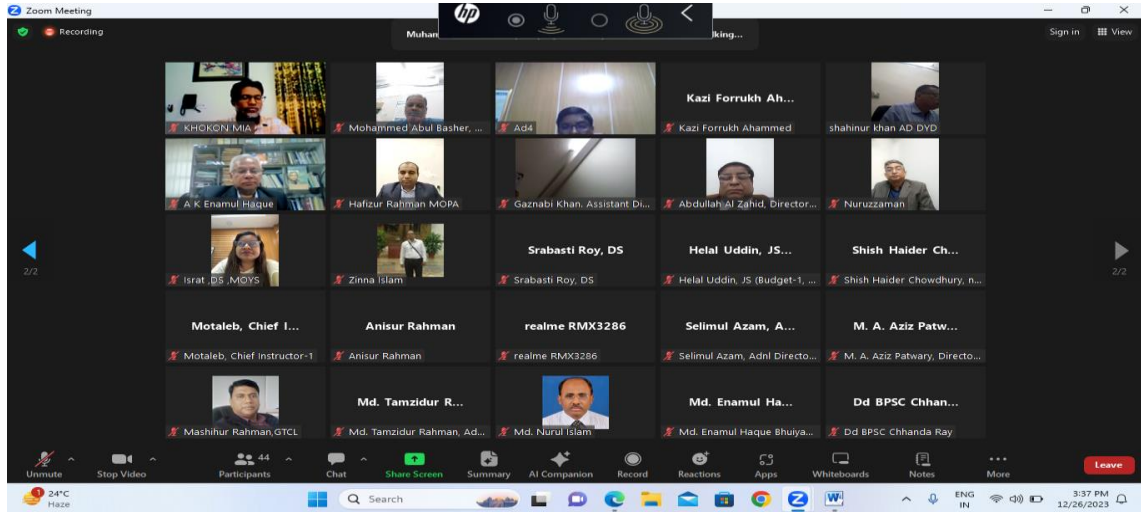 Zoom Meeting
hp
Recording
Muhan
lking...
Sign in
View
KHOKON MIA
Mohammed Abul Basher, ...
Ad4
Kazi Forrukh Ah...
Kazi Forrukh Ahammed
shahinur khan AD DYD
A K Enamul Haque
Hafizur Rahman MOPA
Gaznabi Khan. Assistant Di...
Abdullah Al Zahid, Director...
Nuruzzaman
2/2
2/2
Israt ,DS ,MOYS
Zinna Islam
Srabasti Roy, DS
Srabasti Roy, DS
Helal Uddin, JS...
Helal Uddin, JS (Budget-1, ...
Shish Haider Ch...
Shish Haider Chowdhury, n...
Motaleb, Chief I...
Motaleb, Chief Instructor-1
Anisur Rahman
Anisur Rahman
realme RMX3286
realme RMX3286
Selimul Azam, A...
Selimul Azam, Adnl Directo...
M. A. Aziz Patw...
M. A. Aziz Patwary, Directo...
Mashihur Rahman,GTCL
Md. Tamzidur R...
Md. Tamzidur Rahman, Ad...
Md. Nurul Islam
Md. Enamul Ha...
Md. Enamul Haque Bhuiya...
Dd BPSC Chhan...
Dd BPSC Chhanda Ray
Unmute
Stop Video
Participants
44
Chat
Share Screen
Summary
AI Companion
Record
Reactions
Apps
Whiteboards
Notes
More
Leave
1
24°C
Haze
Search
ENG
IN
3:37 PM
12/26/2023